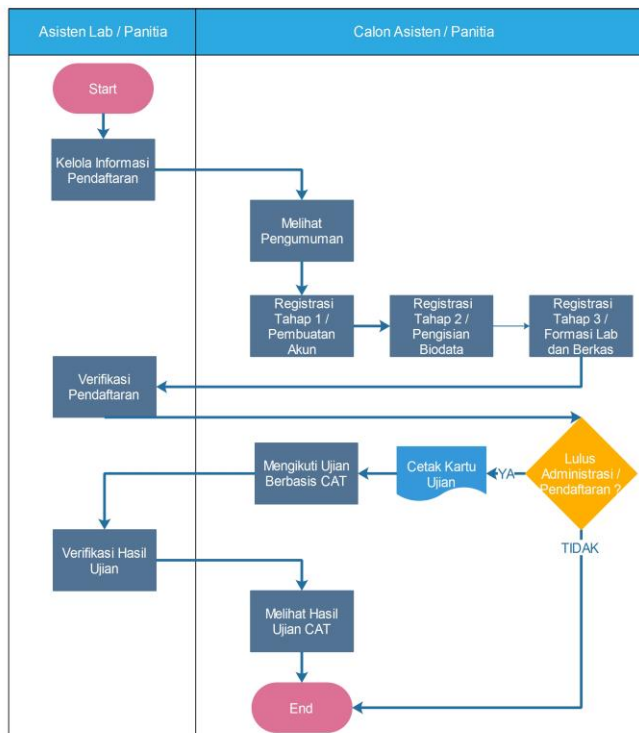 Asisten Lab / Panitia
Calon Asisten / Panitia
Start
Kelola Informasi
Pendaftaran
Melihat
Pengumuman
Registrasi
Tahap 1 /
Pembuatan
Akun
Registrasi
Tahap 2 /
Pengisian
Biodata
Registrasi
Tahap 3 /
Formasi Lab
dan Berkas
Verifikasi
Pendaftaran
Lulus
Administrasi /
Pendaftaran ?
YA
Cetak Kartu
Ujian
Mengikuti Ujian
Berbasis CAT
TIDAK
Verifikasi Hasil
Ujian
Melihat Hasil
Ujian CAT
End